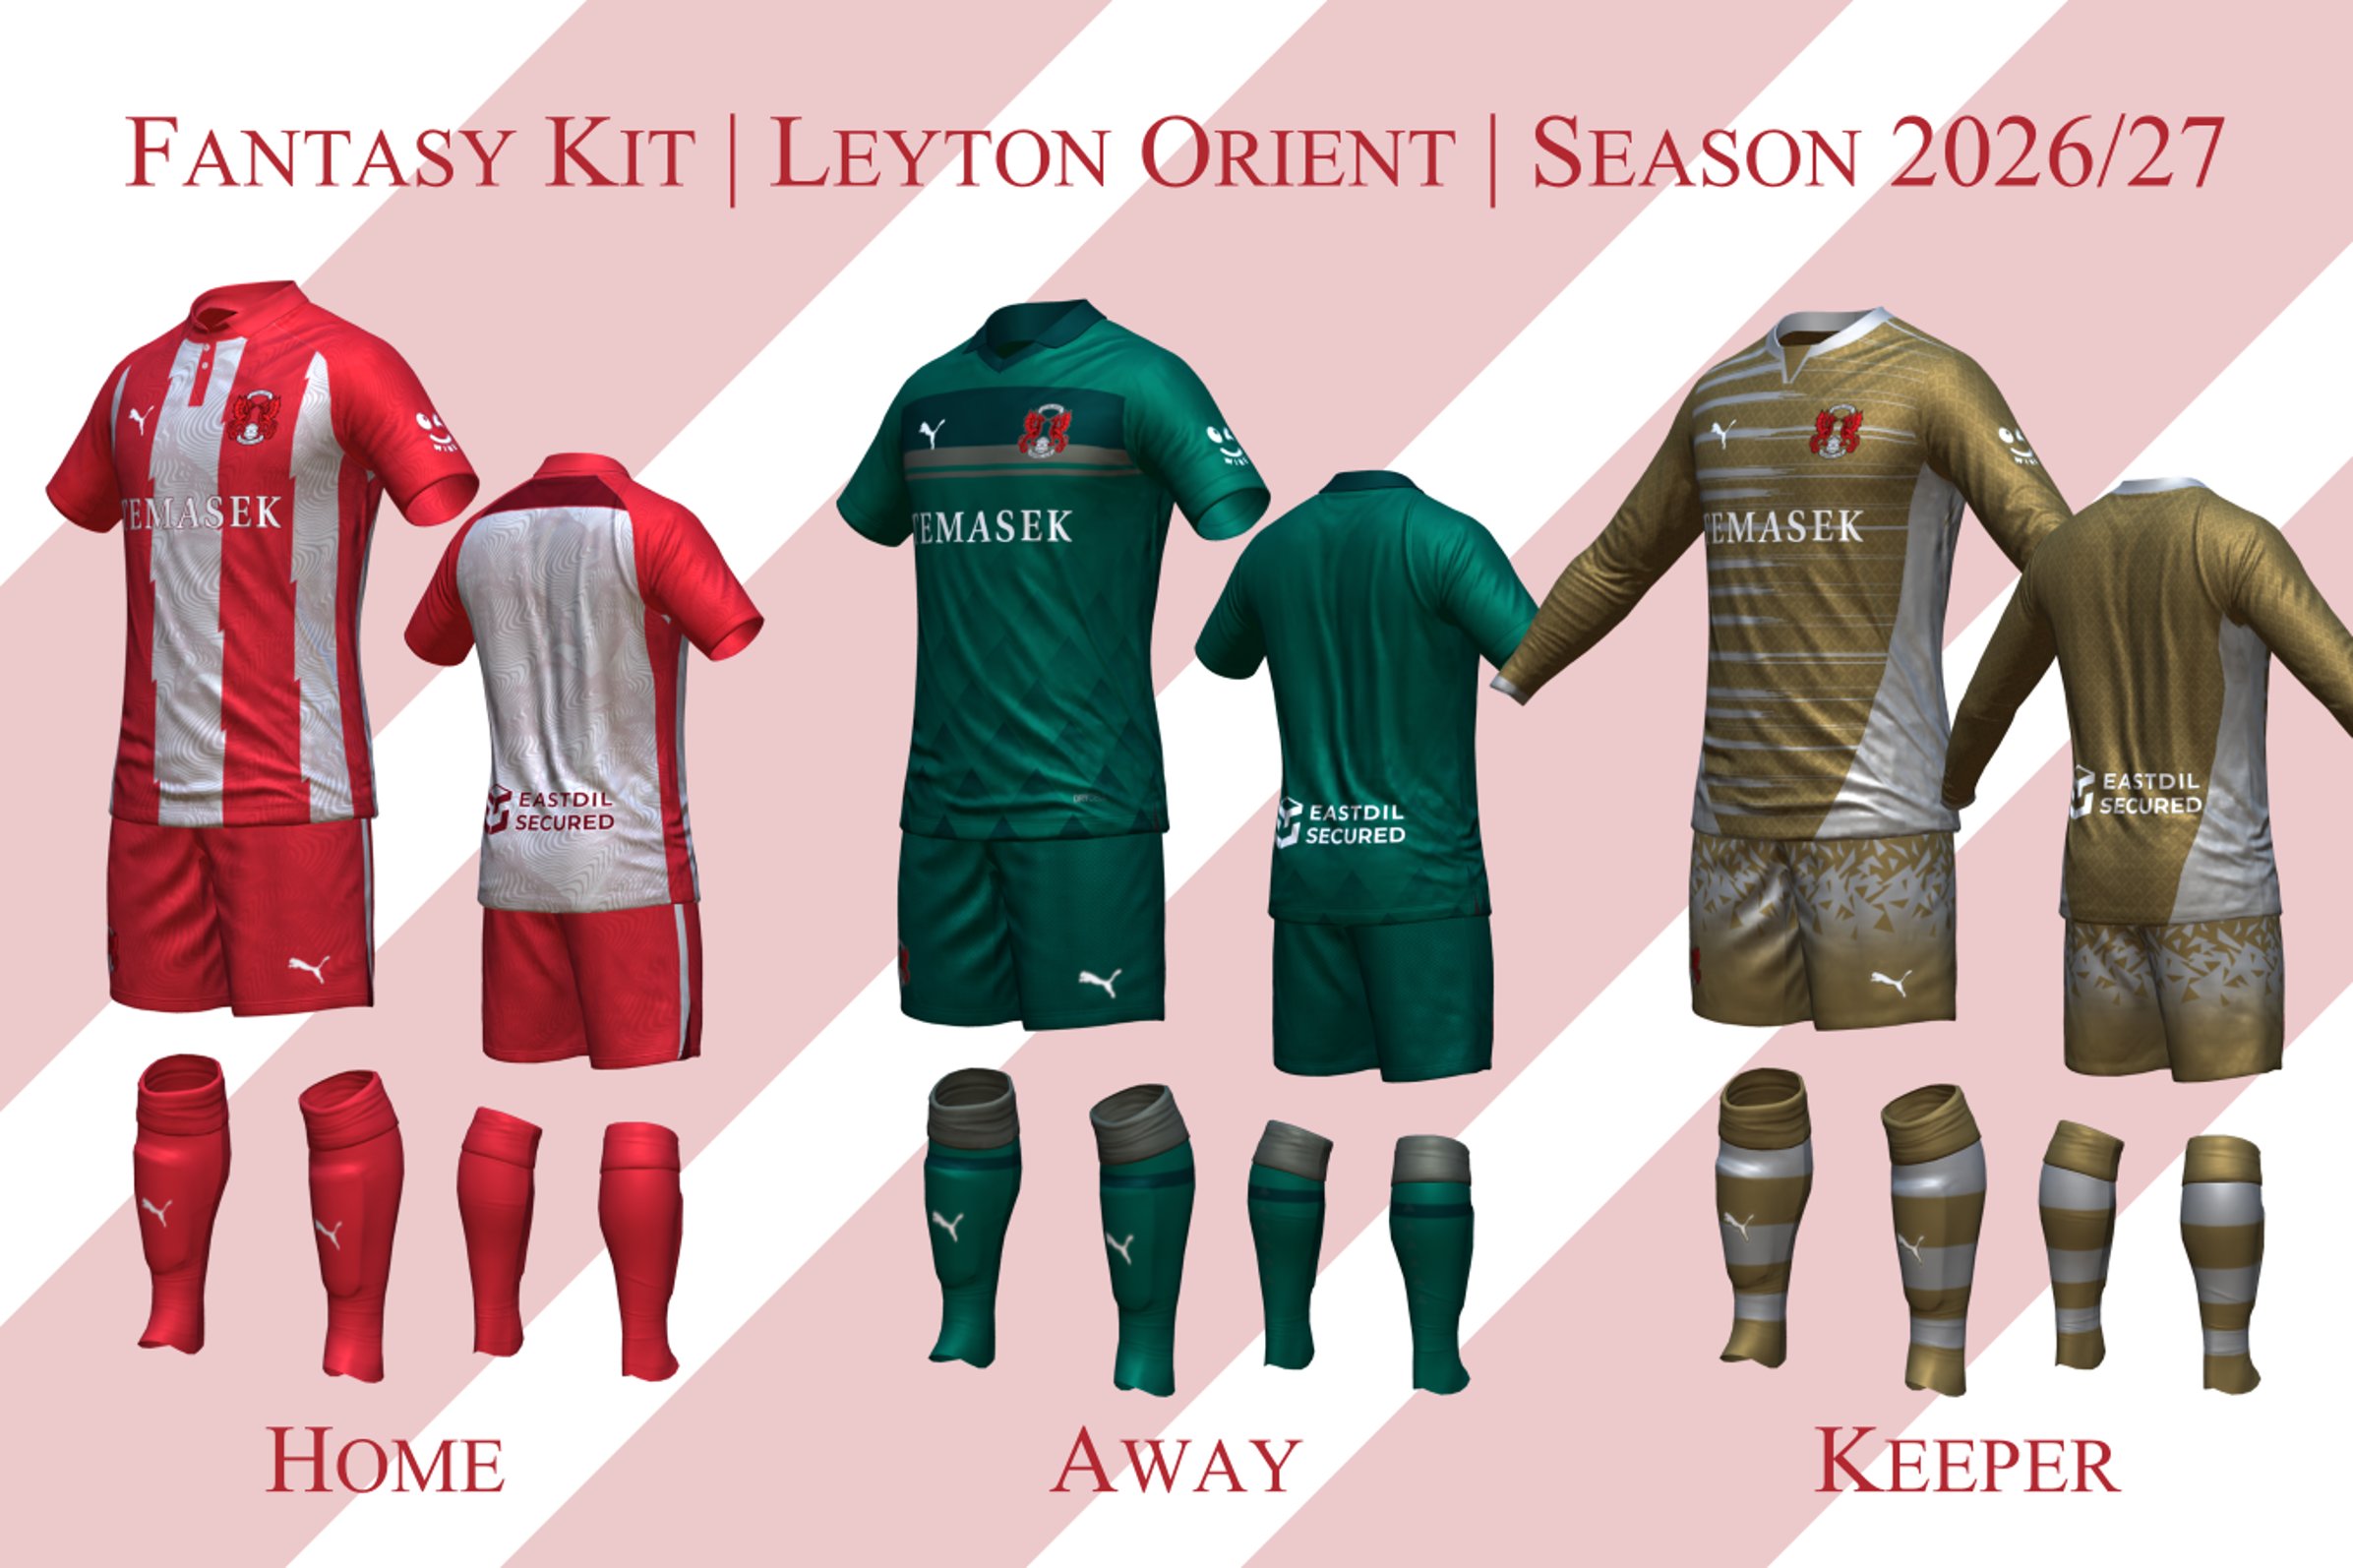 Fantasy Kit | Leyton Orient | Season 2026/27
WINI
TEMASEK
EASTDIL
SECURED
TEMASEK
EASTDIL
SECURED
TEMASEK
EASTDIL
SECURED
Home
Away
Keeper